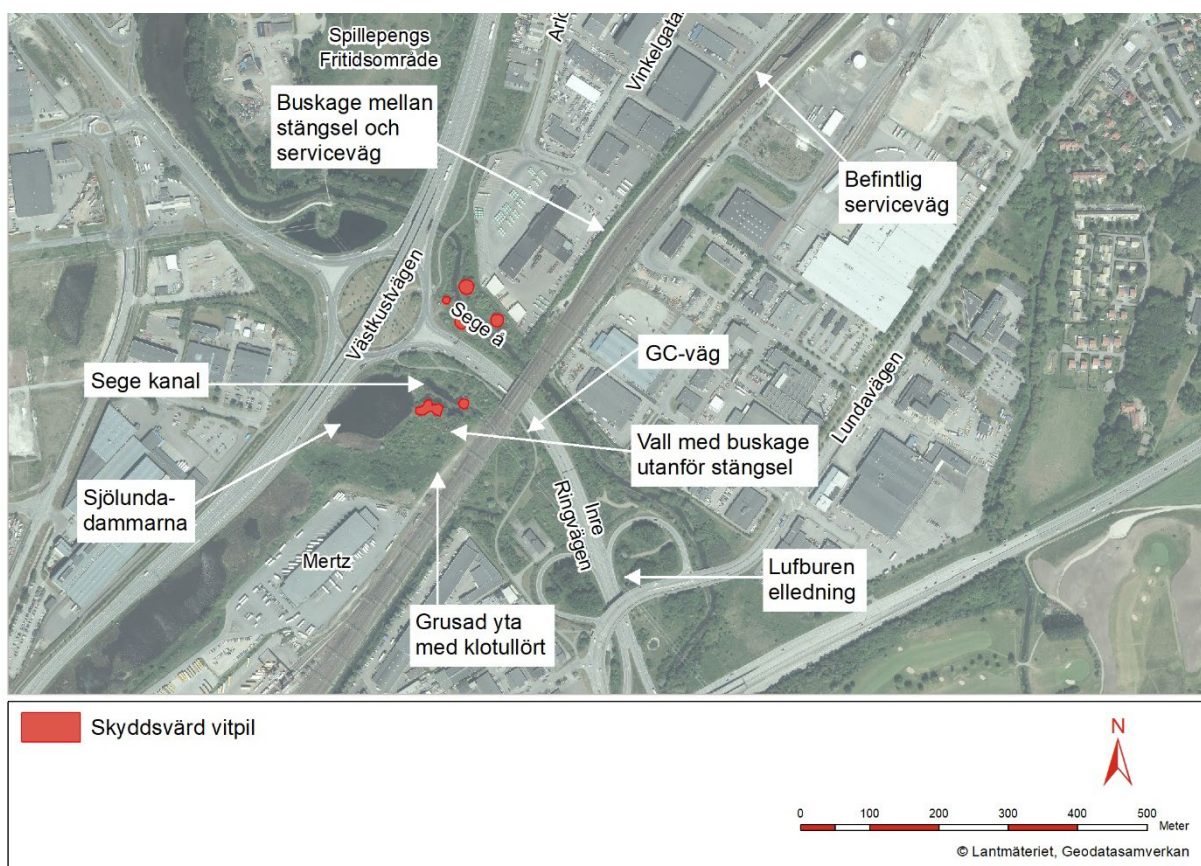 Spillepengs
Fritidsområde
Arlö
Vinkelgata
Buskage mellan
stängsel och
serviceväg
Befintlig
serviceväg
Västkustvägen
Sege å
Sege kanal
GC-väg
Lundavägen
Vall med buskage
utanför stängsel
Sjölunda-
dammarna
Inre
Ringvägen
Mertz
Lufburen
elledning
Grusad yta
med klotullört
Skyddsvärd vitpil
N
0 100 200 300 400 500
Meter
© Lantmäteriet, Geodatasamverkan